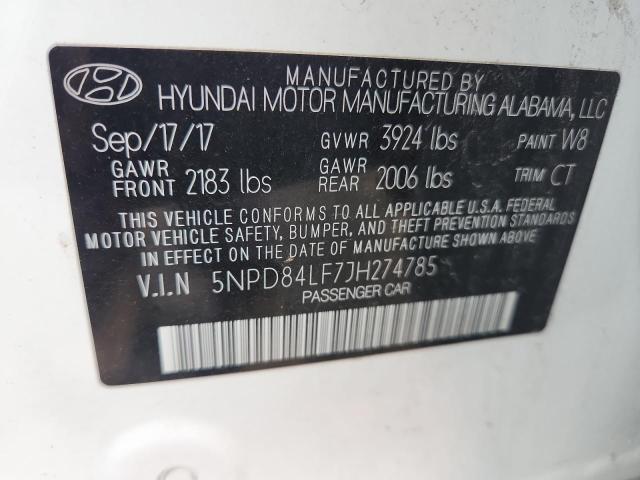 MANUFACTURED BY
HYUNDAI MOTOR MANUFACTURING ALABAMA, LLC
Sep/17/17 GVWR 3924 lbs PAINT W8
GAWR FRONT 2183 lbs GAWR REAR 2006 lbs TRIM CT
THIS VEHICLE CONFORMS TO ALL APPLICABLE U.S.A. FEDERAL
MOTOR VEHICLE SAFETY, BUMPER, AND THEFT PREVENTION STANDARDS
IN EFFECT ON THE DATE OF MANUFACTURE SHOWN ABOVE.
V.I.N 5NPD84LF7JH274785
PASSENGER CAR